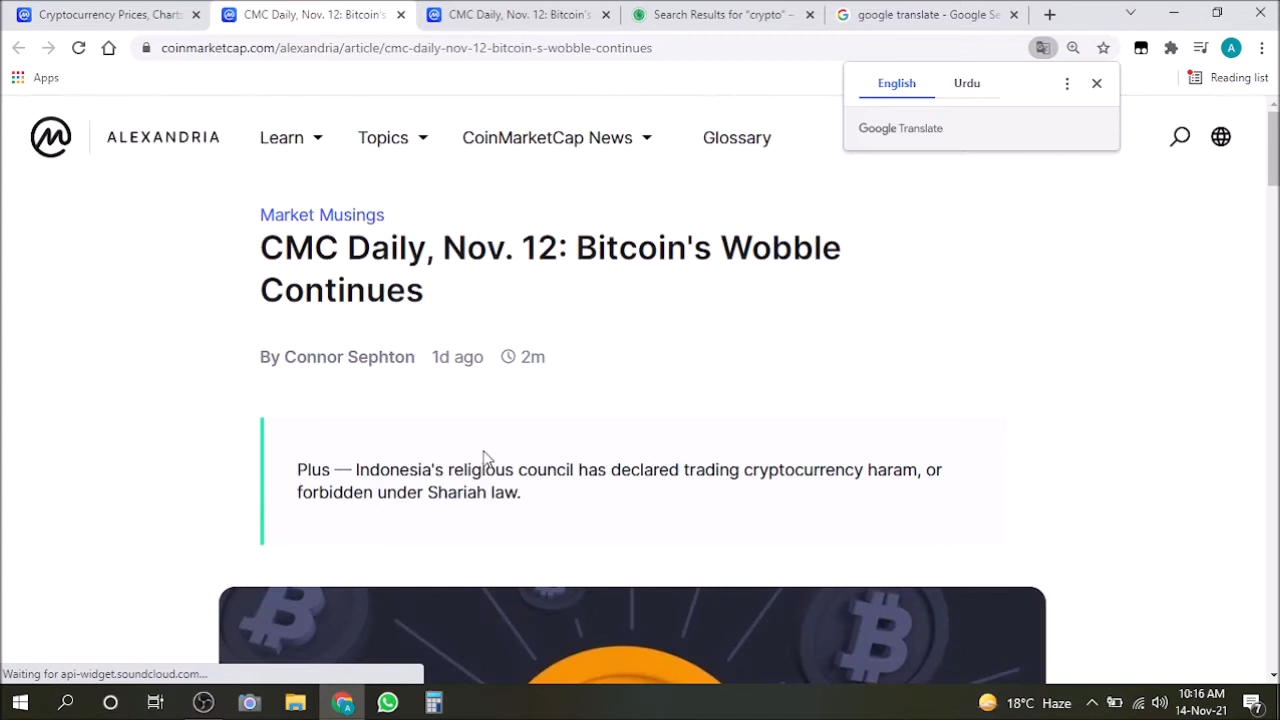 Cryptocurrency Prices, Charts
CMC Daily, Nov. 12: Bitcoin's
CMC Daily, Nov. 12: Bitcoin's
Search Results for "crypto" –
google translate - Google Se
coinmarketcap.com/alexandria/article/cmc-daily-nov-12-bitcoin-s-wobble-continues
A
Apps
Reading list
English
Urdu
Google Translate
ALEXANDRIA
Learn
Topics
CoinMarketCap News
Glossary
Market Musings
CMC Daily, Nov. 12: Bitcoin's Wobble
Continues
By Connor Sephton 1d ago 2m
Plus — Indonesia's religious council has declared trading cryptocurrency haram, or
forbidden under Shariah law.
Waiting for api-widget.soundcloud.com...
18°C Haze
10:16 AM
14-Nov-21
7